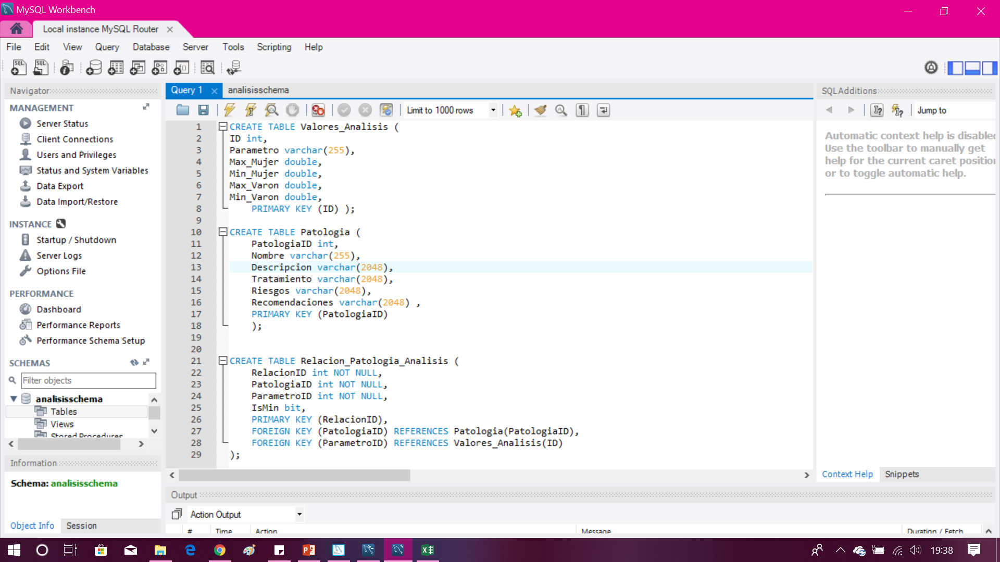 MySQL Workbench
Local instance MySQL Router
File Edit View Query Database Server Tools Scripting Help
Navigator
MANAGEMENT
Server Status
Client Connections
Users and Privileges
Status and System Variables
Data Export
Data Import/Restore
INSTANCE
Startup / Shutdown
Server Logs
Options File
PERFORMANCE
Dashboard
Performance Reports
Performance Schema Setup
SCHEMAS
Filter objects
analisisschema
Tables
Views
Stored Procedures
Information
Schema: analisisschema
Object Info Session
Query 1 analisisschema
Limit to 1000 rows
1 CREATE TABLE Valores_Analisis (
2 ID int,
3 Parametro varchar(255),
4 Max_Mujer double,
5 Min_Mujer double,
6 Max_Varon double,
7 Min_Varon double,
8 PRIMARY KEY (ID) );
9
10 CREATE TABLE Patologia (
11 PatologiaID int,
12 Nombre varchar(255),
13 Descripcion varchar(2048),
14 Tratamiento varchar(2048),
15 Riesgos varchar(2048),
16 Recomendaciones varchar(2048) ,
17 PRIMARY KEY (PatologiaID)
18 );
19
20
21 CREATE TABLE Relacion_Patologia_Analisis (
22 RelacionID int NOT NULL,
23 PatologiaID int NOT NULL,
24 ParametroID int NOT NULL,
25 IsMin bit,
26 PRIMARY KEY (RelacionID),
27 FOREIGN KEY (PatologiaID) REFERENCES Patologia(PatologiaID),
28 FOREIGN KEY (ParametroID) REFERENCES Valores_Analisis(ID)
29 );
SQLAdditions
Jump to
Automatic context help is disabled
Use the toolbar to manually get
help for the current caret position
or to toggle automatic help.
Context Help Snippets
Output
Action Output
# Time Action Message Duration / Fetch
19:38